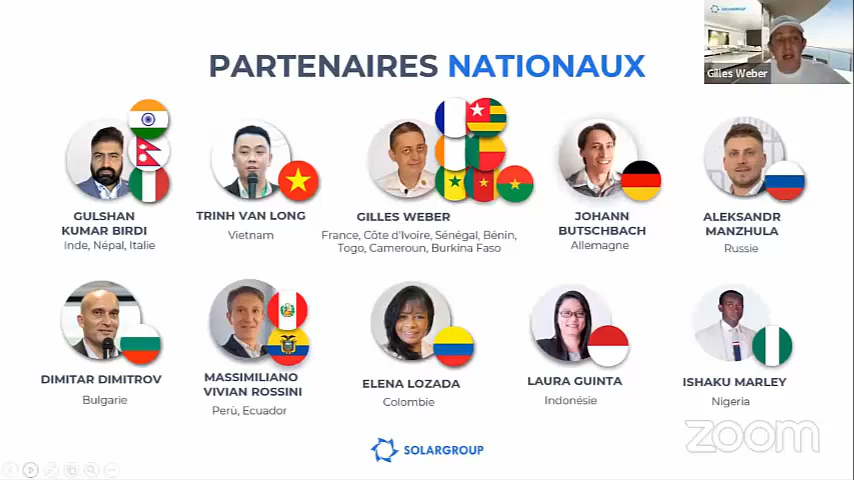 SOLARGROUP
Gilles Weber
PARTENAIRES NATIONAUX
GULSHAN
KUMAR BIRDI
Inde, Népal, Italie
TRINH VAN LONG
Vietnam
GILLES WEBER
France, Côte d'Ivoire, Sénégal, Bénin,
Togo, Cameroun, Burkina Faso
JOHANN
BUTSCHBACH
Allemagne
ALEKSANDR
MANZHULA
Russie
DIMITAR DIMITROV
Bulgarie
MASSIMILIANO
VIVIAN ROSSINI
Perù, Ecuador
ELENA LOZADA
Colombie
LAURA GUINTA
Indonésie
ISHAKU MARLEY
Nigeria
SOLARGROUP
zoom